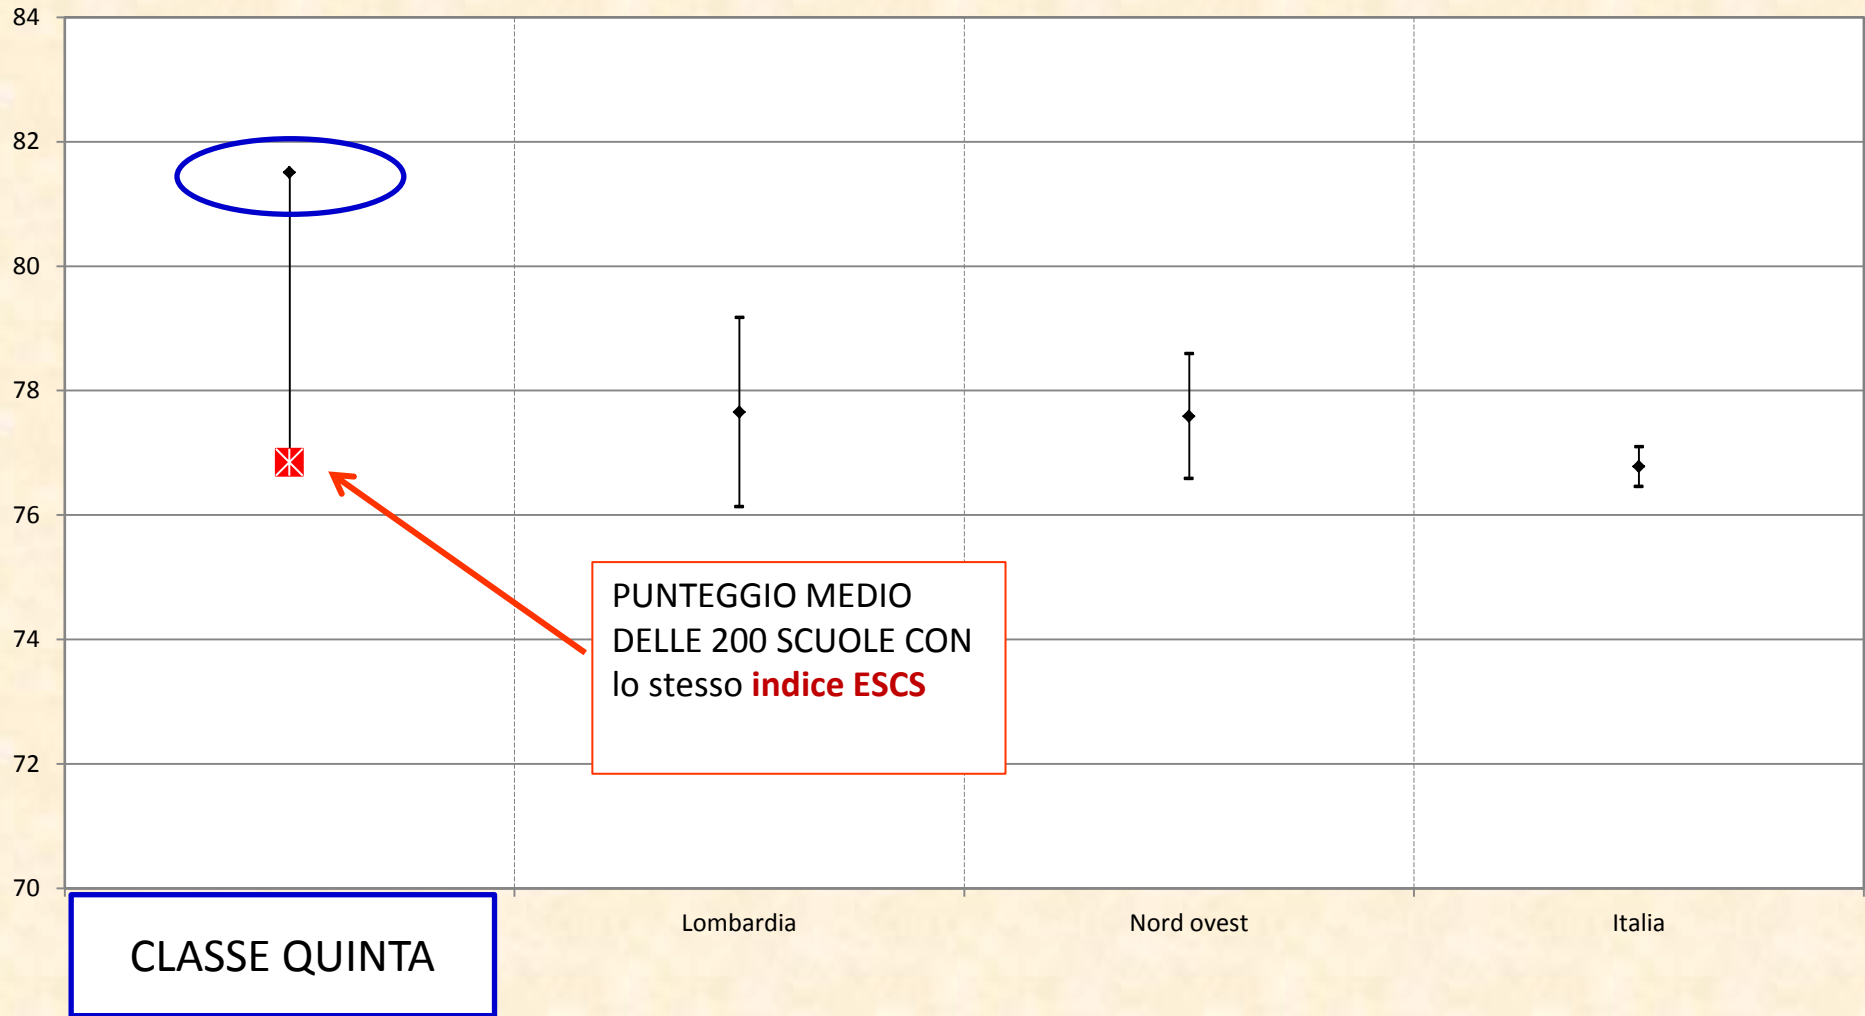 84
82
80
78
76
74
72
70
PUNTEGGIO MEDIO
DELLE 200 SCUOLE CON
lo stesso indice ESCS
CLASSE QUINTA
Lombardia
Nord ovest
Italia